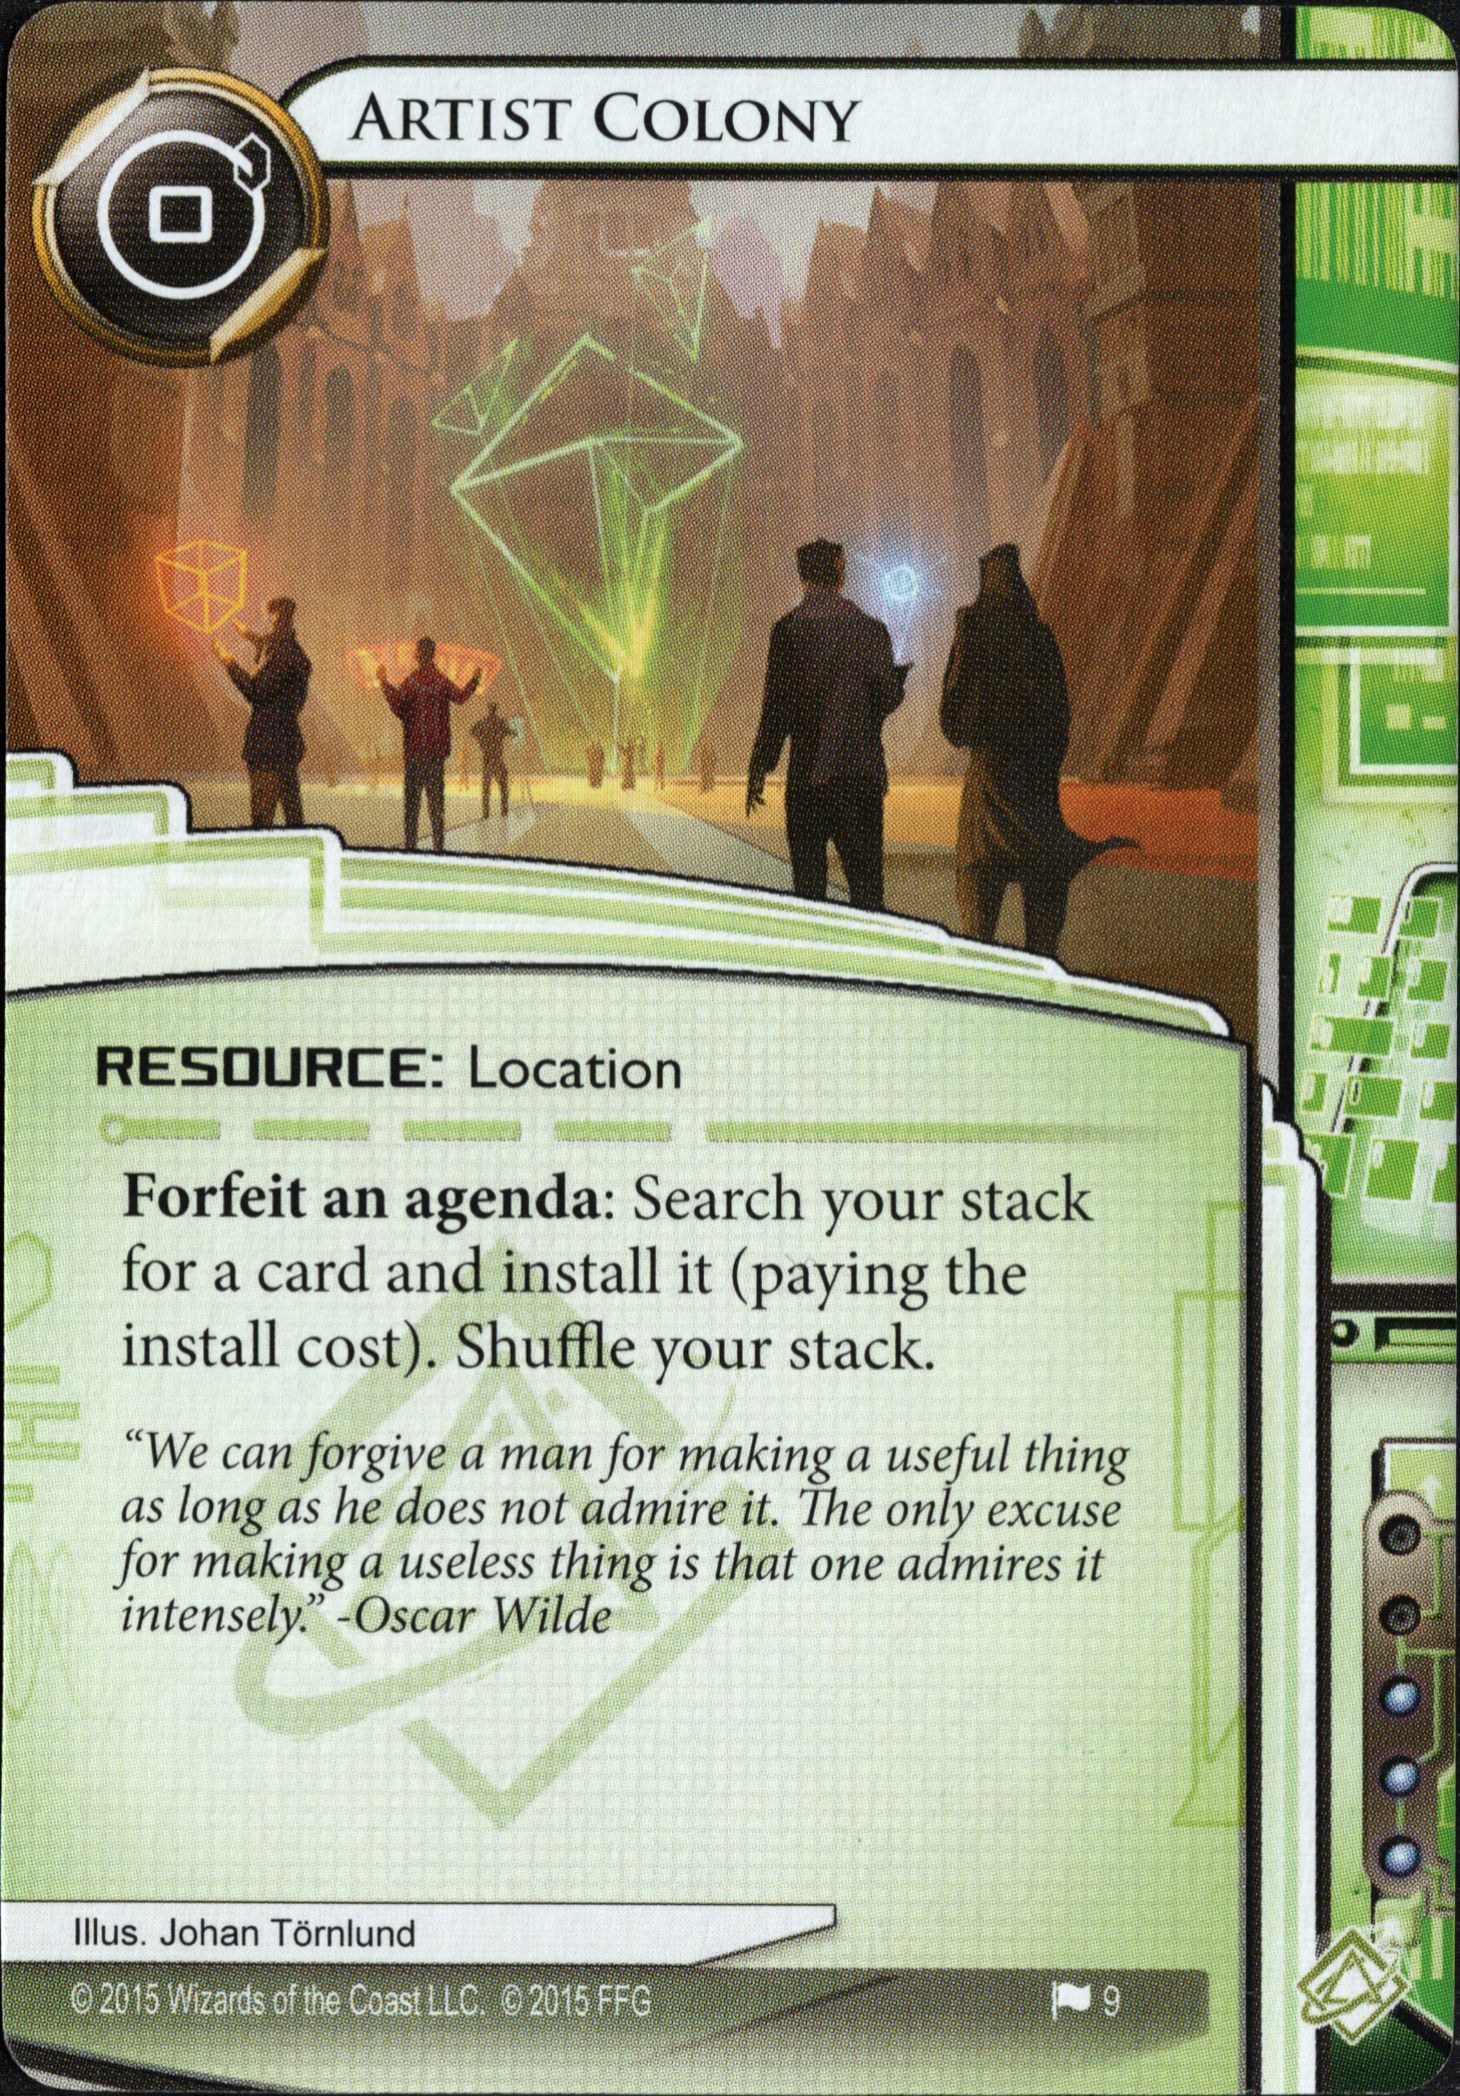 ARTIST COLONY
RESOURCE: Location
Forfeit an agenda: Search your stack
for a card and install it (paying the
install cost). Shuffle your stack.
“We can forgive a man for making a useful thing
as long as he does not admire it. The only excuse
for making a useless thing is that one admires it
intensely.” -Oscar Wilde
Illus. Johan Törnlund
© 2015 Wizards of the Coast LLC. © 2015 FFG
9